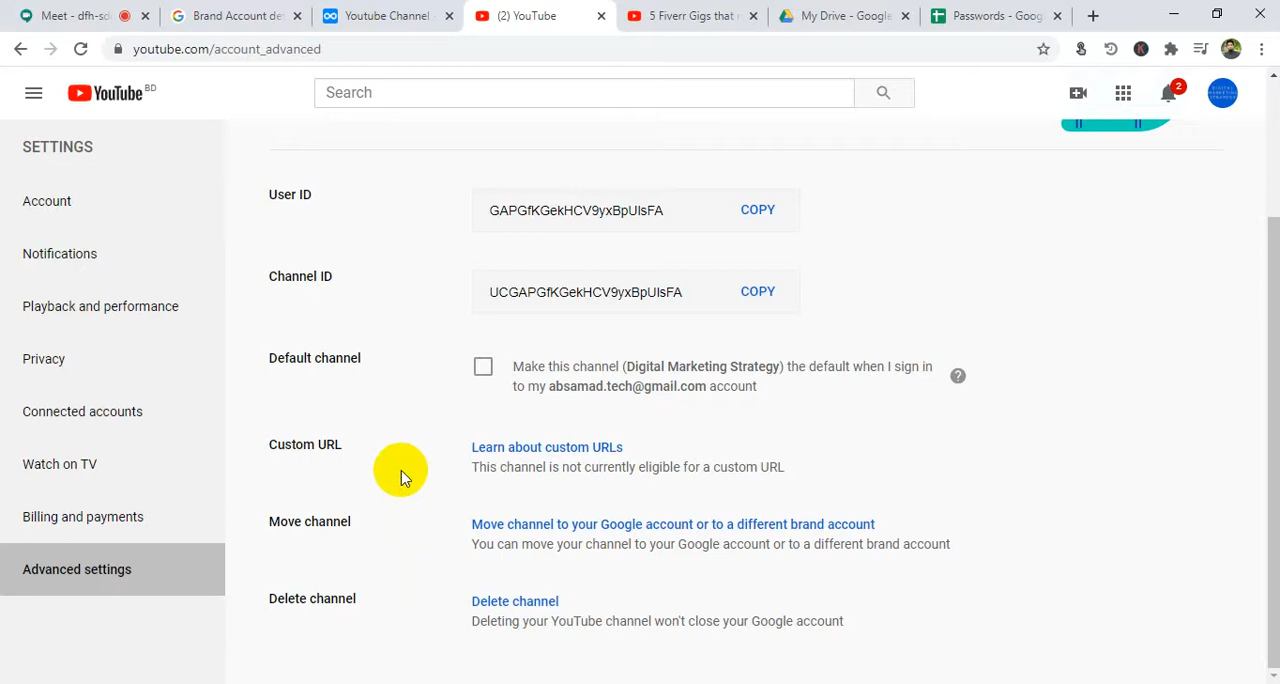 Meet - dfh-sd
Brand Account de
Youtube Channel
(2) YouTube
5 Fiverr Gigs that
My Drive - Google
Passwords - Goog
youtube.com/account_advanced
YouTube BD
Search
2
SETTINGS
Account
Notifications
Playback and performance
Privacy
Connected accounts
Watch on TV
Billing and payments
Advanced settings
User ID
GAPGfKGekHCV9yxBpUlsFA COPY
Channel ID
UCGAPGfKGekHCV9yxBpUlsFA COPY
Default channel
Make this channel (Digital Marketing Strategy) the default when I sign in
to my absamad.tech@gmail.com account
Custom URL
Learn about custom URLs
This channel is not currently eligible for a custom URL
Move channel
Move channel to your Google account or to a different brand account
You can move your channel to your Google account or to a different brand account
Delete channel
Delete channel
Deleting your YouTube channel won't close your Google account